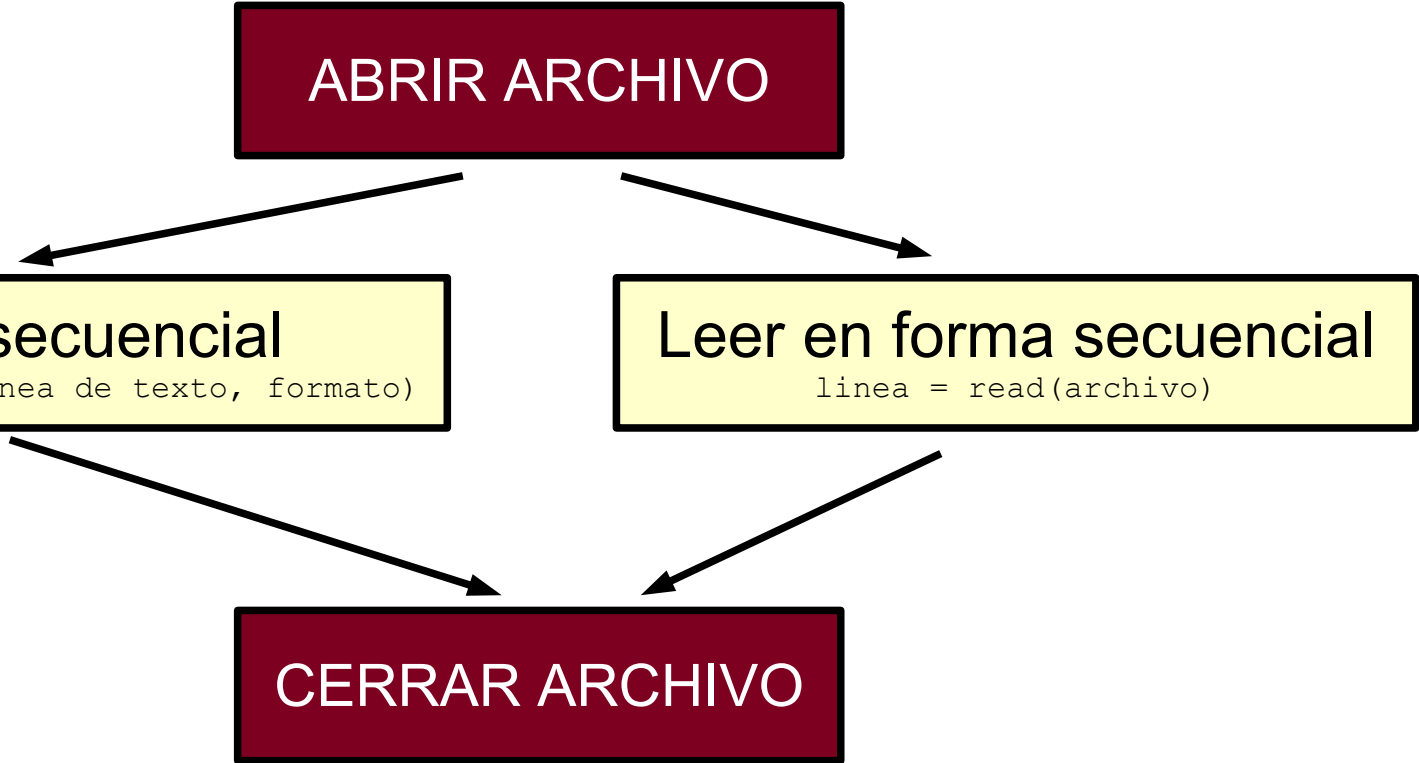 ABRIR ARCHIVO
secuencial
nea de texto, formato)
Leer en forma secuencial
linea = read(archivo)
CERRAR ARCHIVO